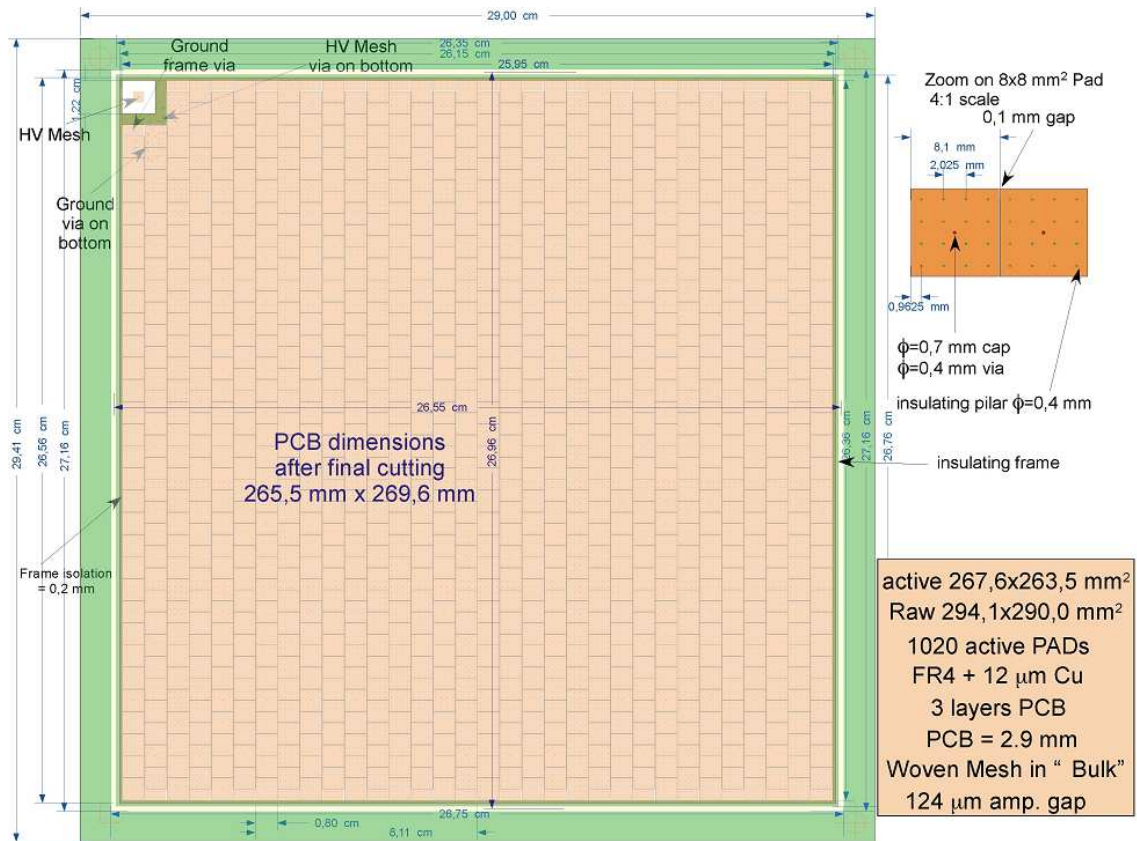 29,00 cm
26,35 cm
26,15 cm
25,95 cm
Ground
frame via
HV Mesh
via on bottom
1,22 cm
HV Mesh
Ground
via on
bottom
Zoom on 8x8 mm² Pad
4:1 scale
0,1 mm gap
8,1 mm
2,025 mm
0,9625 mm
ϕ=0,7 mm cap
ϕ=0,4 mm via
insulating pilar ϕ=0,4 mm
26,55 cm
29,41 cm
26,56 cm
27,16 cm
26,96 cm
26,36 cm
27,16 cm
26,76 cm
PCB dimensions
after final cutting
265,5 mm x 269,6 mm
insulating frame
Frame isolation
= 0,2 mm
active 267,6x263,5 mm²
Raw 294,1x290,0 mm²
1020 active PADs
FR4 + 12 μm Cu
3 layers PCB
PCB = 2.9 mm
Woven Mesh in “ Bulk”
124 μm amp. gap
26,75 cm
0,80 cm
8,11 cm